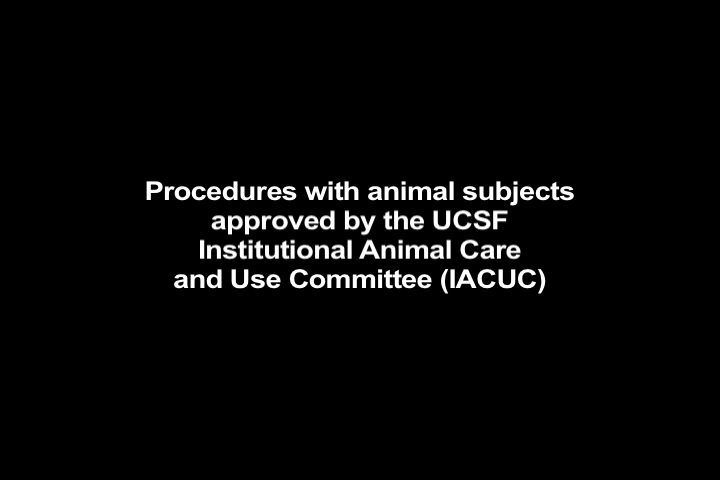 Procedures with animal subjects
approved by the UCSF
Institutional Animal Care
and Use Committee (IACUC)